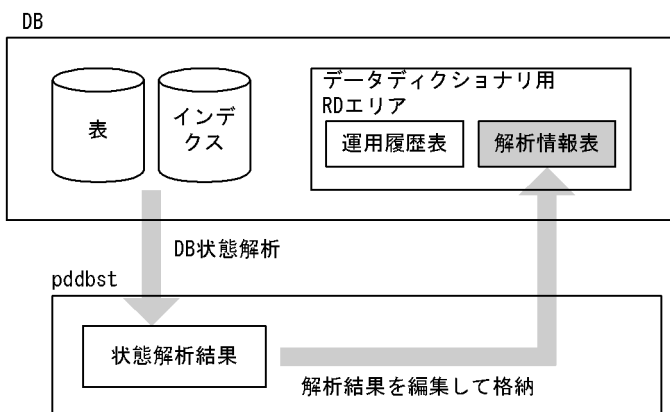 DB
表
インデ
クス
データディクショナリ用
RDエリア
運用履歴表
解析情報表
DB状態解析
pddbst
状態解析結果
解析結果を編集して格納